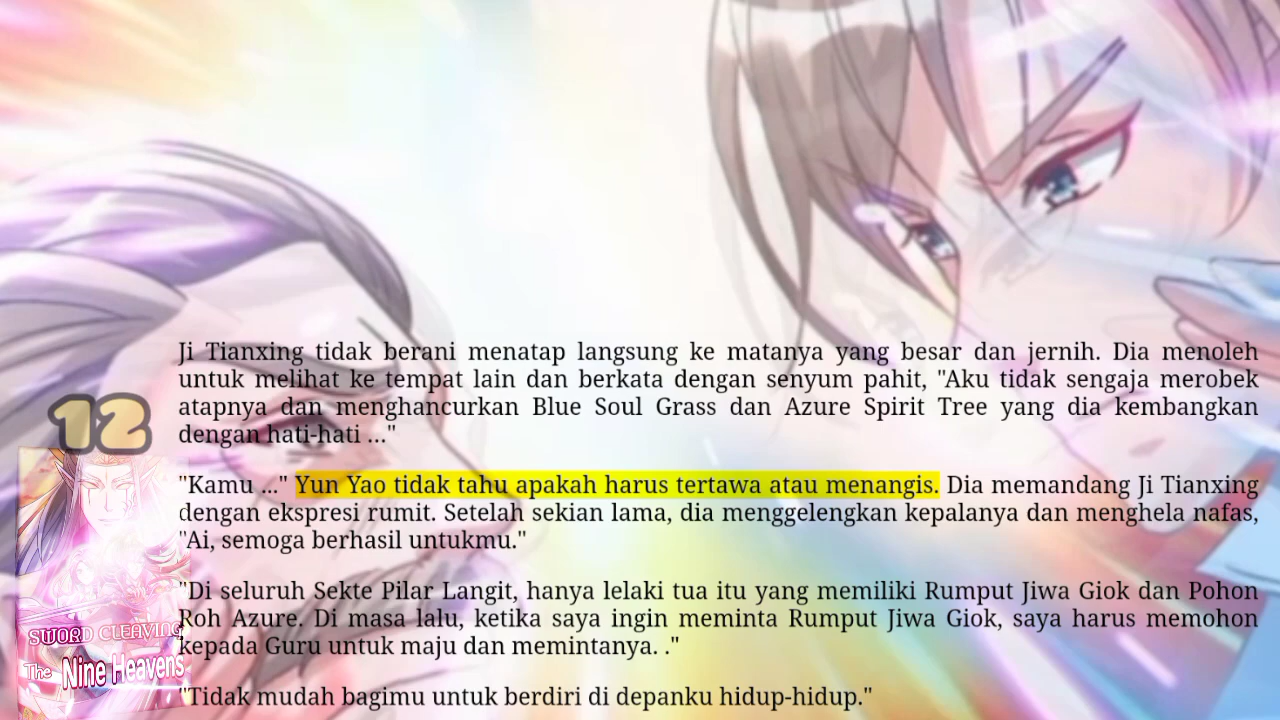 Ji Tianxing tidak berani menatap langsung ke matanya yang besar dan jernih. Dia menoleh
untuk melihat ke tempat lain dan berkata dengan senyum pahit, "Aku tidak sengaja merobek
atapnya dan menghancurkan Blue Soul Grass dan Azure Spirit Tree yang dia kembangkan
dengan hati-hati ..."
"Kamu ..." Yun Yao tidak tahu apakah harus tertawa atau menangis. Dia memandang Ji Tianxing
dengan ekspresi rumit. Setelah sekian lama, dia menggelengkan kepalanya dan menghela nafas,
"Ai, semoga berhasil untukmu."
"Di seluruh Sekte Pilar Langit, hanya lelaki tua itu yang memiliki Rumput Jiwa Giok dan Pohon
Roh Azure. Di masa lalu, ketika saya ingin meminta Rumput Jiwa Giok, saya harus memohon
kepada Guru untuk maju dan memintanya. ."
"Tidak mudah bagimu untuk berdiri di depanku hidup-hidup."
12
SWORD CLEAVING
The Nine Heavens